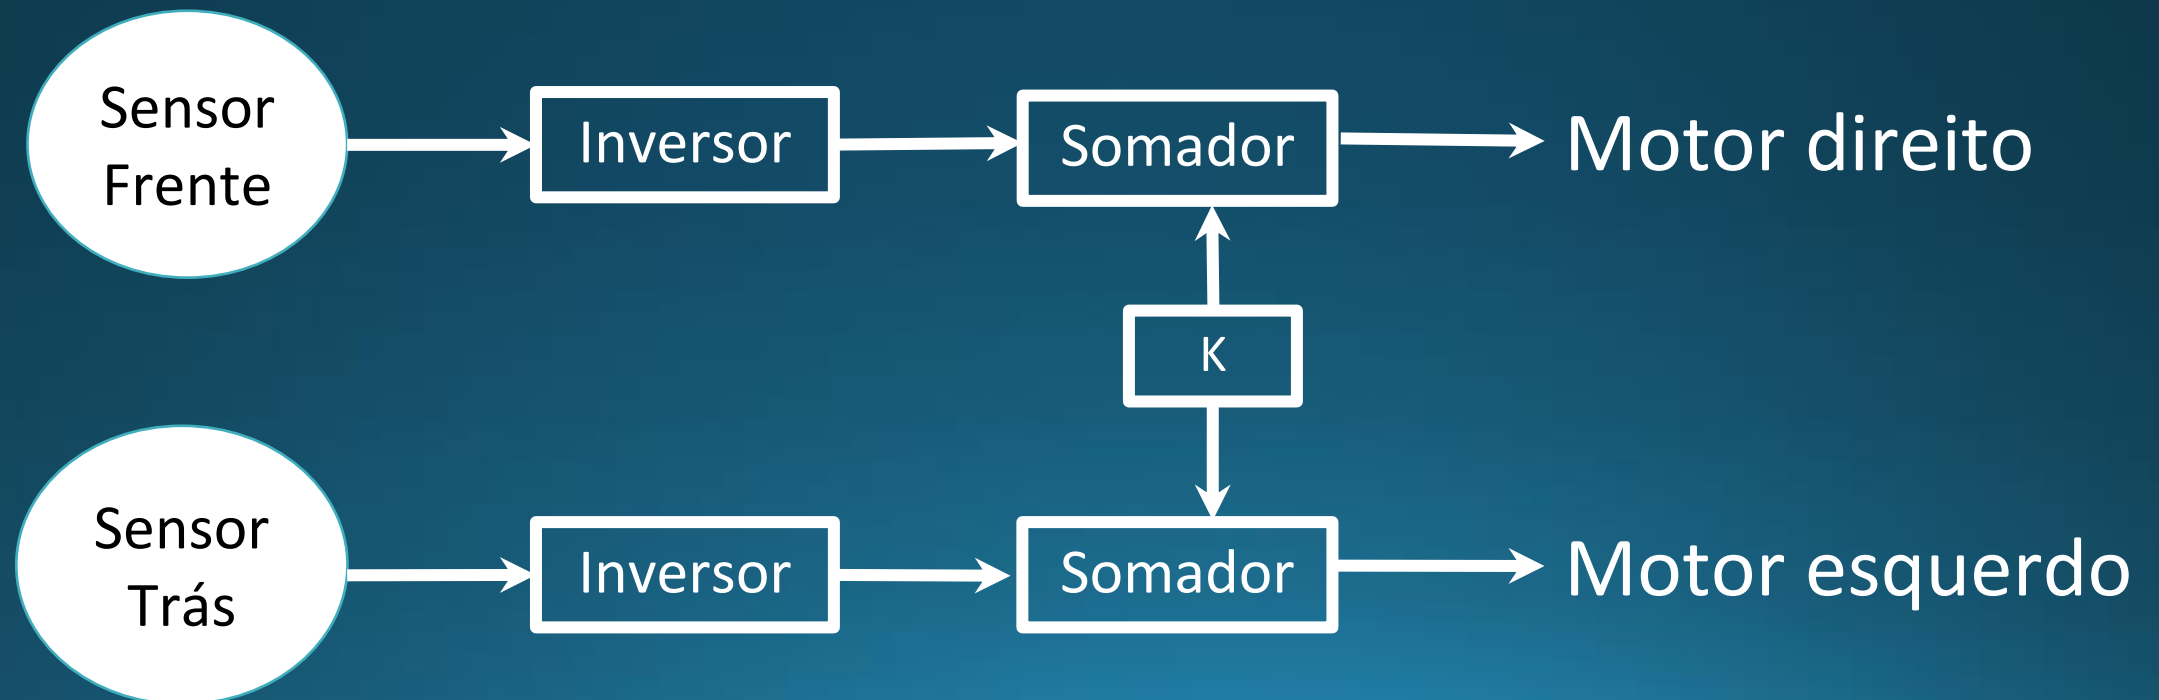 Sensor
Frente
Inversor
Somador
Motor direito
K
Sensor
Trás
Inversor
Somador
Motor esquerdo